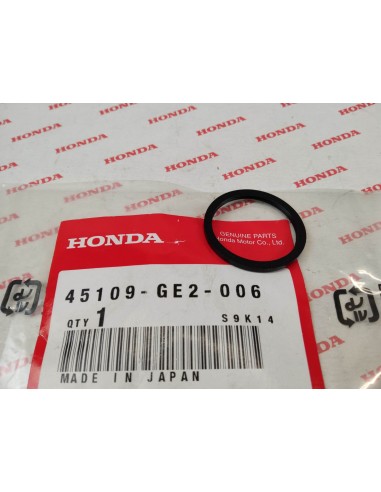 HONDA
GENUINE PARTS
Honda Motor Co., Ltd.
45109-GE2-006
QTY 1 S9K14
MADE IN JAPAN